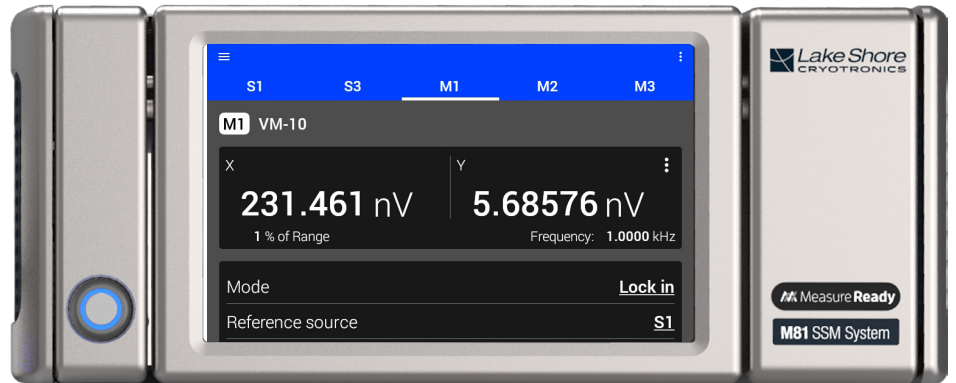 S1 S3 M1 M2 M3
M1 VM-10
X Y
231.461 nV 5.68576 nV
1 % of Range Frequency: 1.0000 kHz
Mode Lock in
Reference source S1
Lake Shore
CRYOTRONICS
Measure Ready
M81 SSM System